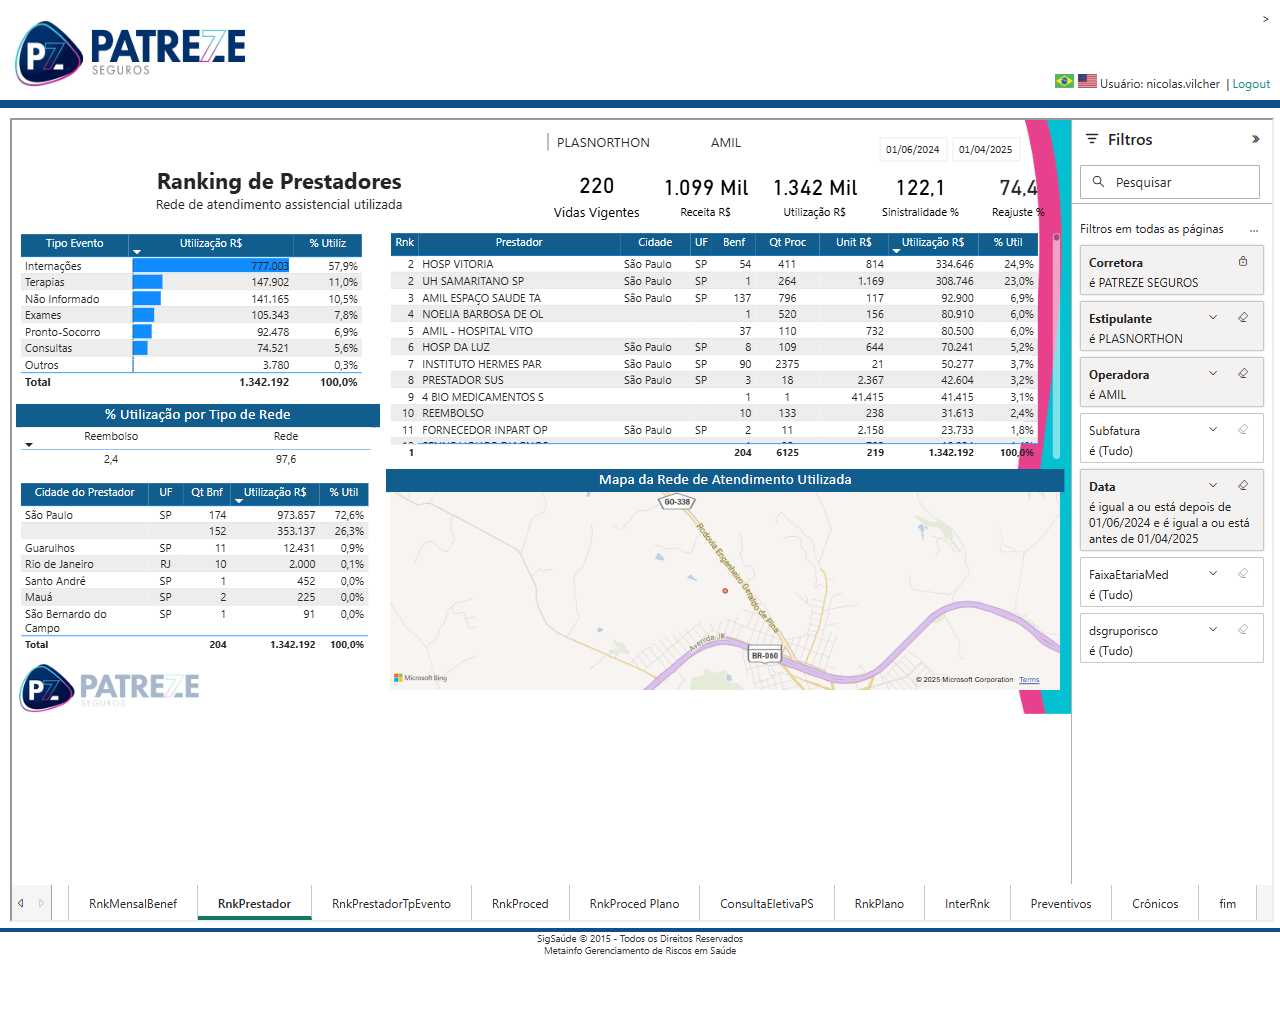 >
PATREZE
SEGUROS
Usuário: nicolas.vilcher | Logout
PLASNORTHON AMIL
01/06/2024 01/04/2025
Ranking de Prestadores
Rede de atendimento assistencial utilizada
220 1.099 Mil 1.342 Mil 122,1 74,4
Vidas Vigentes Receita R$ Utilização R$ Sinistralidade % Reajuste %
Tipo Evento Utilização R$ % Utiliz
Internações 777.003 57,9%
Terapias 147.902 11,0%
Não Informado 141.165 10,5%
Exames 105.343 7,8%
Pronto-Socorro 92.478 6,9%
Consultas 74.521 5,6%
Outros 3.780 0,3%
Total 1.342.192 100,0%
% Utilização por Tipo de Rede
Reembolso Rede
2,4 97,6
Cidade do Prestador UF Qt Bnf Utilização R$ % Util
São Paulo SP 174 973.857 72,6%
152 353.137 26,3%
Guarulhos SP 11 12.431 0,9%
Rio de Janeiro RJ 10 2.000 0,1%
Santo André SP 1 452 0,0%
Mauá SP 2 225 0,0%
São Bernardo do SP 1 91 0,0%
Campo
Total 204 1.342.192 100,0%
PATREZE
SEGUROS
Rnk Prestador Cidade UF Benf Qt Proc Unit R$ Utilização R$ % Util
2 HOSP VITORIA São Paulo SP 54 411 814 334.646 24,9%
2 UH SAMARITANO SP São Paulo SP 1 264 1.169 308.746 23,0%
3 AMIL ESPAÇO SAUDE TA São Paulo SP 137 796 117 92.900 6,9%
4 NOELIA BARBOSA DE OL 1 520 156 80.910 6,0%
5 AMIL - HOSPITAL VITO 37 110 732 80.500 6,0%
6 HOSP DA LUZ São Paulo SP 8 109 644 70.241 5,2%
7 INSTITUTO HERMES PAR São Paulo SP 90 2375 21 50.277 3,7%
8 PRESTADOR SUS São Paulo SP 3 18 2.367 42.604 3,2%
9 4 BIO MEDICAMENTOS S 1 1 41.415 41.415 3,1%
10 REEMBOLSO 10 133 238 31.613 2,4%
11 FORNECEDOR INPART OP São Paulo SP 2 11 2.158 23.733 1,8%
1 204 6125 219 1.342.192 100,0%
Mapa da Rede de Atendimento Utilizada
GO-338
Rodovia Engenheiro Geraldo de Pina
Avenida JK
BR-060
Microsoft Bing
© 2025 Microsoft Corporation Terms
Filtros
Pesquisar
Filtros em todas as páginas ...
Corretora
é PATREZE SEGUROS
Estipulante
é PLASNORTHON
Operadora
é AMIL
Subfatura
é (Tudo)
Data
é igual a ou está depois de
01/06/2024 e é igual a ou está
antes de 01/04/2025
FaixaEtariaMed
é (Tudo)
dsgruporisco
é (Tudo)
RnkMensalBenef RnkPrestador RnkPrestadorTpEvento RnkProced RnkProced Plano ConsultaEletivaPS RnkPlano InterRnk Preventivos Crônicos fim
SigSaúde © 2015 - Todos os Direitos Reservados
Metainfo Gerenciamento de Riscos em Saúde